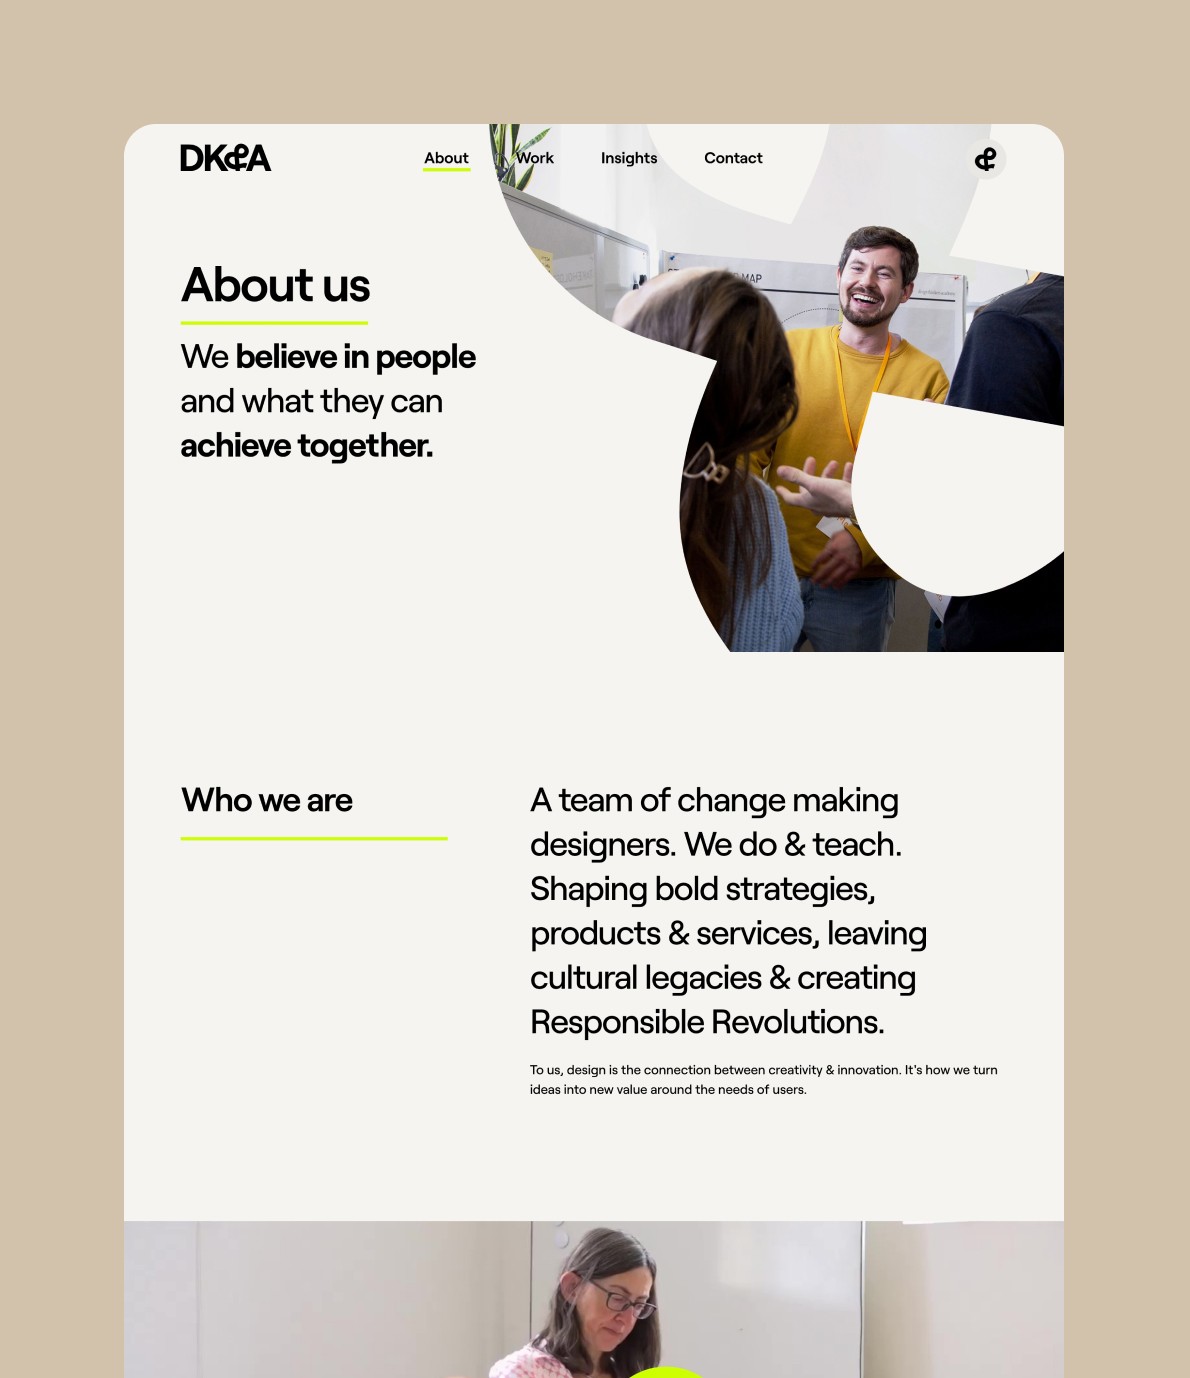 DK&A
About
Work
Insights
Contact
&
About us
We believe in people
and what they can
achieve together.
MAP
Who we are
A team of change making
designers. We do & teach.
Shaping bold strategies,
products & services, leaving
cultural legacies & creating
Responsible Revolutions.
To us, design is the connection between creativity & innovation. It's how we turn
ideas into new value around the needs of users.